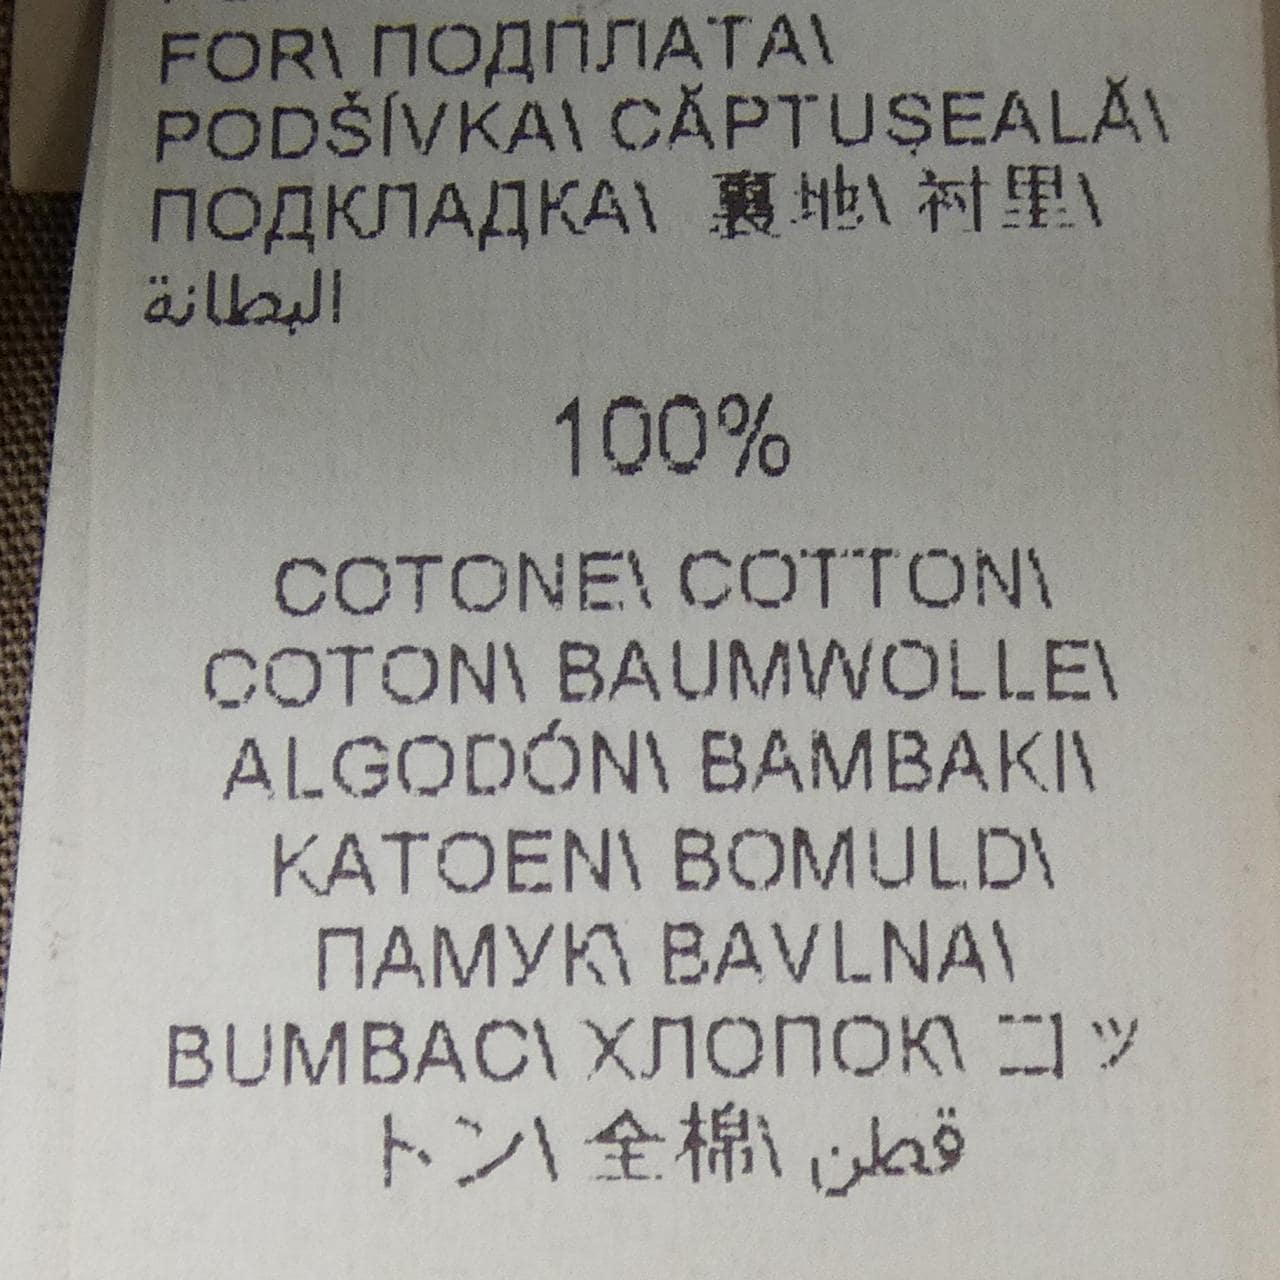 FOR\ ПОДПЛАТА\
PODŠÍVKA\ CĂPTUȘEALĂ\
ПОДКЛАДКА\ 裏地\ 衬里\
البطانة
100%
COTONE\ COTTON\
COTON\ BAUMWOLLE\
ALGODÓN\ BAMBAKI\
KATOEN\ BOMULD\
ПАМУК\ BAVLNA\
BUMBAC\ ХЛОПОК\ コッ
トン\ 全棉\ قطن